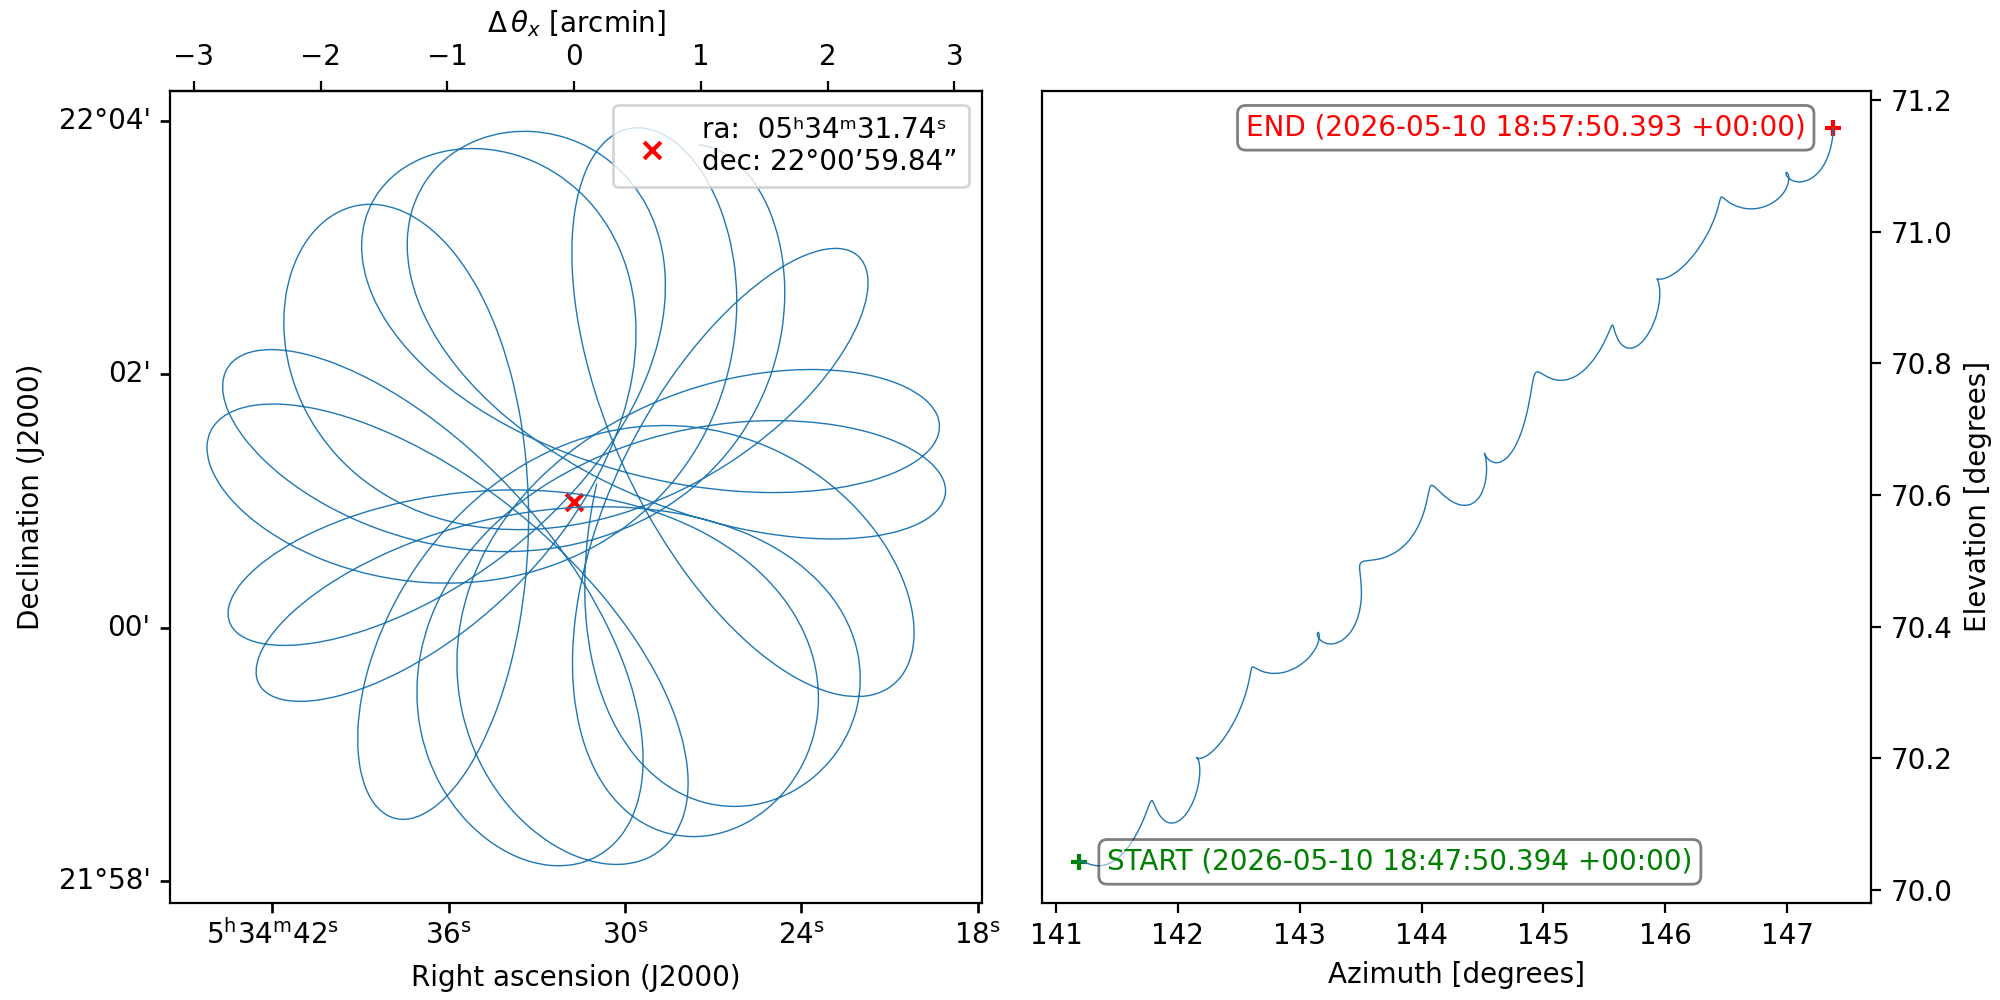 Δθx [arcmin]
−3 −2 −1 0 1 2 3
ra:  05ʰ34ᵐ31.74ˢ
dec: 22°00’59.84”
22°04'
02'
00'
21°58'
Declination (J2000)
5ʰ34ᵐ42ˢ 36ˢ 30ˢ 24ˢ 18ˢ
Right ascension (J2000)
END (2026-05-10 18:57:50.393 +00:00)
START (2026-05-10 18:47:50.394 +00:00)
71.2
71.0
70.8
70.6
70.4
70.2
70.0
Elevation [degrees]
141 142 143 144 145 146 147
Azimuth [degrees]